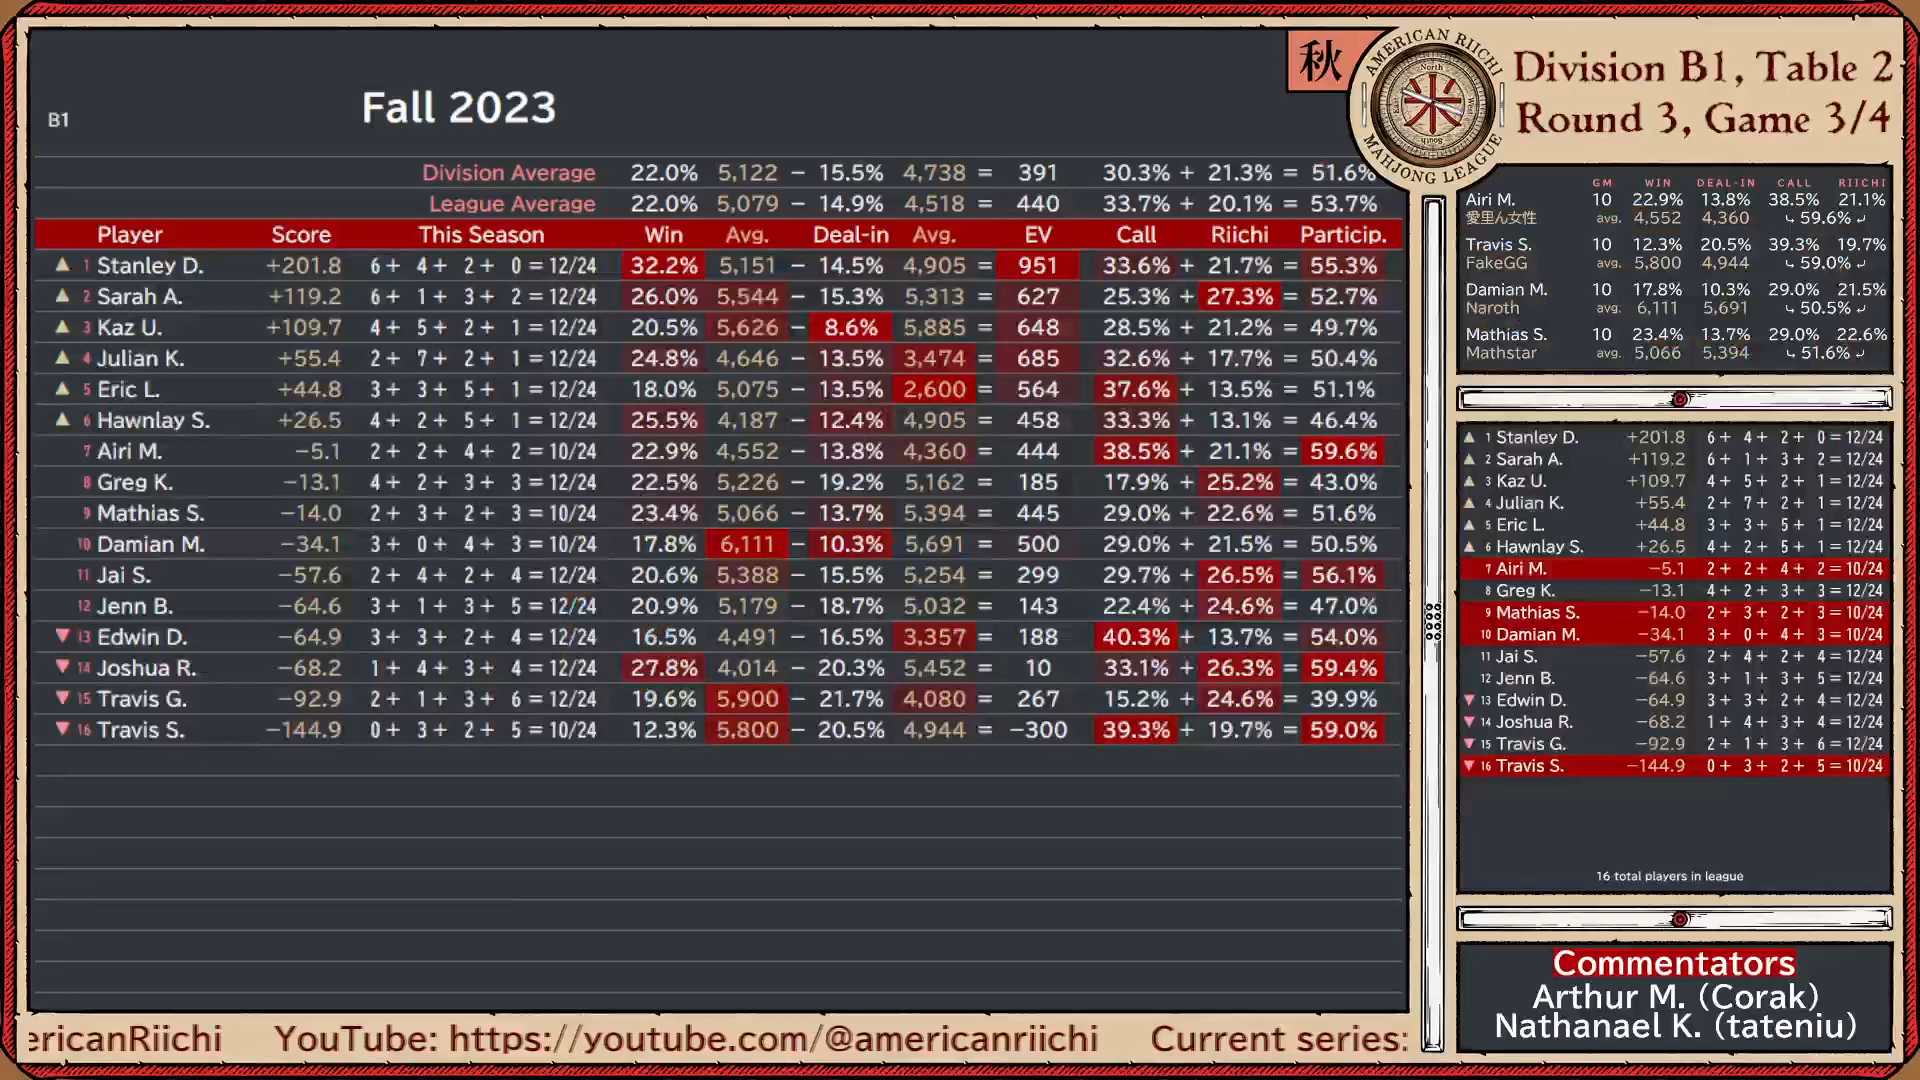 B1
Fall 2023
Division Average 22.0% 5,122 − 15.5% 4,738 = 391 30.3% + 21.3% = 51.6%
League Average 22.0% 5,079 − 14.9% 4,518 = 440 33.7% + 20.1% = 53.7%
Player Score This Season Win Avg. Deal-in Avg. EV Call Riichi Particip.
▲ 1 Stanley D. +201.8 6 + 4 + 2 + 0 = 12/24 32.2% 5,151 − 14.5% 4,905 = 951 33.6% + 21.7% = 55.3%
▲ 2 Sarah A. +119.2 6 + 1 + 3 + 2 = 12/24 26.0% 5,544 − 15.3% 5,313 = 627 25.3% + 27.3% = 52.7%
▲ 3 Kaz U. +109.7 4 + 5 + 2 + 1 = 12/24 20.5% 5,626 − 8.6% 5,885 = 648 28.5% + 21.2% = 49.7%
▲ 4 Julian K. +55.4 2 + 7 + 2 + 1 = 12/24 24.8% 4,646 − 13.5% 3,474 = 685 32.6% + 17.7% = 50.4%
▲ 5 Eric L. +44.8 3 + 3 + 5 + 1 = 12/24 18.0% 5,075 − 13.5% 2,600 = 564 37.6% + 13.5% = 51.1%
▲ 6 Hawnlay S. +26.5 4 + 2 + 5 + 1 = 12/24 25.5% 4,187 − 12.4% 4,905 = 458 33.3% + 13.1% = 46.4%
7 Airi M. −5.1 2 + 2 + 4 + 2 = 10/24 22.9% 4,552 − 13.8% 4,360 = 444 38.5% + 21.1% = 59.6%
8 Greg K. −13.1 4 + 2 + 3 + 3 = 12/24 22.5% 5,226 − 19.2% 5,162 = 185 17.9% + 25.2% = 43.0%
9 Mathias S. −14.0 2 + 3 + 2 + 3 = 10/24 23.4% 5,066 − 13.7% 5,394 = 445 29.0% + 22.6% = 51.6%
10 Damian M. −34.1 3 + 0 + 4 + 3 = 10/24 17.8% 6,111 − 10.3% 5,691 = 500 29.0% + 21.5% = 50.5%
11 Jai S. −57.6 2 + 4 + 2 + 4 = 12/24 20.6% 5,388 − 15.5% 5,254 = 299 29.7% + 26.5% = 56.1%
12 Jenn B. −64.6 3 + 1 + 3 + 5 = 12/24 20.9% 5,179 − 18.7% 5,032 = 143 22.4% + 24.6% = 47.0%
▼ 13 Edwin D. −64.9 3 + 3 + 2 + 4 = 12/24 16.5% 4,491 − 16.5% 3,357 = 188 40.3% + 13.7% = 54.0%
▼ 14 Joshua R. −68.2 1 + 4 + 3 + 4 = 12/24 27.8% 4,014 − 20.3% 5,452 = 10 33.1% + 26.3% = 59.4%
▼ 15 Travis G. −92.9 2 + 1 + 3 + 6 = 12/24 19.6% 5,900 − 21.7% 4,080 = 267 15.2% + 24.6% = 39.9%
▼ 16 Travis S. −144.9 0 + 3 + 2 + 5 = 10/24 12.3% 5,800 − 20.5% 4,944 = −300 39.3% + 19.7% = 59.0%
秋
AMERICAN RIICHI
North
East
West
South
MAHJONG LEAGUE
Division B1, Table 2
Round 3, Game 3/4
GM WIN DEAL-IN CALL RIICHI
Airi M. 10 22.9% 13.8% 38.5% 21.1%
愛里ん女性 avg. 4,552 4,360 59.6%
Travis S. 10 12.3% 20.5% 39.3% 19.7%
FakeGG avg. 5,800 4,944 59.0%
Damian M. 10 17.8% 10.3% 29.0% 21.5%
Naroth avg. 6,111 5,691 50.5%
Mathias S. 10 23.4% 13.7% 29.0% 22.6%
Mathstar avg. 5,066 5,394 51.6%
▲ 1 Stanley D. +201.8 6 + 4 + 2 + 0 = 12/24
▲ 2 Sarah A. +119.2 6 + 1 + 3 + 2 = 12/24
▲ 3 Kaz U. +109.7 4 + 5 + 2 + 1 = 12/24
▲ 4 Julian K. +55.4 2 + 7 + 2 + 1 = 12/24
▲ 5 Eric L. +44.8 3 + 3 + 5 + 1 = 12/24
▲ 6 Hawnlay S. +26.5 4 + 2 + 5 + 1 = 12/24
7 Airi M. −5.1 2 + 2 + 4 + 2 = 10/24
8 Greg K. −13.1 4 + 2 + 3 + 3 = 12/24
9 Mathias S. −14.0 2 + 3 + 2 + 3 = 10/24
10 Damian M. −34.1 3 + 0 + 4 + 3 = 10/24
11 Jai S. −57.6 2 + 4 + 2 + 4 = 12/24
12 Jenn B. −64.6 3 + 1 + 3 + 5 = 12/24
▼ 13 Edwin D. −64.9 3 + 3 + 2 + 4 = 12/24
▼ 14 Joshua R. −68.2 1 + 4 + 3 + 4 = 12/24
▼ 15 Travis G. −92.9 2 + 1 + 3 + 6 = 12/24
▼ 16 Travis S. −144.9 0 + 3 + 2 + 5 = 10/24
16 total players in league
Commentators
Arthur M. (Corak)
Nathanael K. (tateniu)
ericanRiichi YouTube: https://youtube.com/@americanriichi Current series: